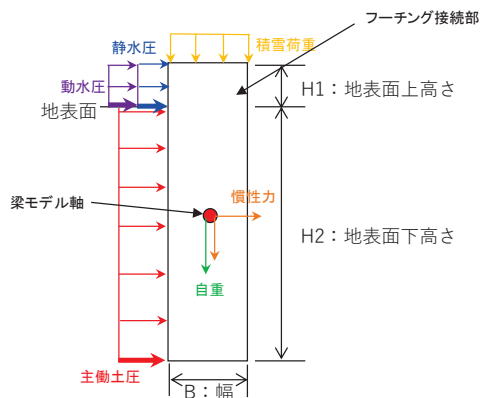 フーチング接続部
静水圧
積雪荷重
動水圧
H1：地表面上高さ
地表面
梁モデル軸
慣性力
H2：地表面下高さ
自重
主働土圧
B：幅